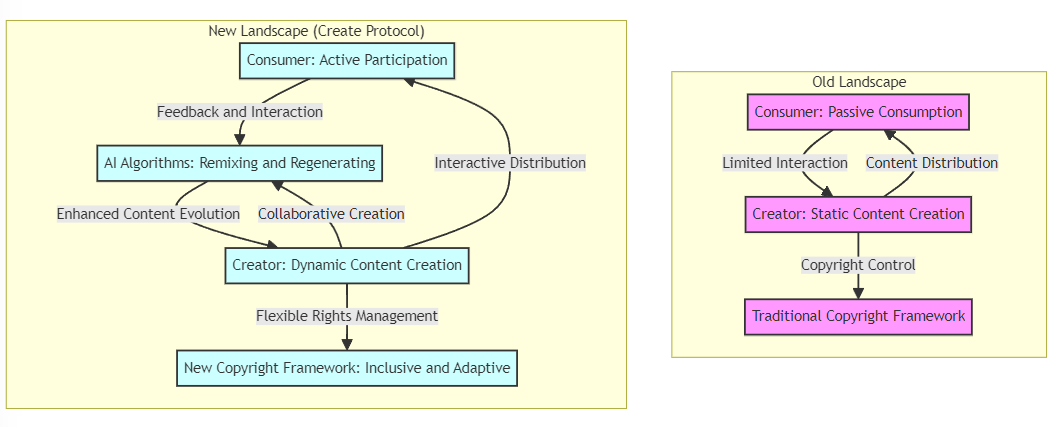 New Landscape (Create Protocol)
Consumer: Active Participation
Feedback and Interaction
AI Algorithms: Remixing and Regenerating
Interactive Distribution
Enhanced Content Evolution
Collaborative Creation
Creator: Dynamic Content Creation
Flexible Rights Management
New Copyright Framework: Inclusive and Adaptive
Old Landscape
Consumer: Passive Consumption
Limited Interaction
Content Distribution
Creator: Static Content Creation
Copyright Control
Traditional Copyright Framework